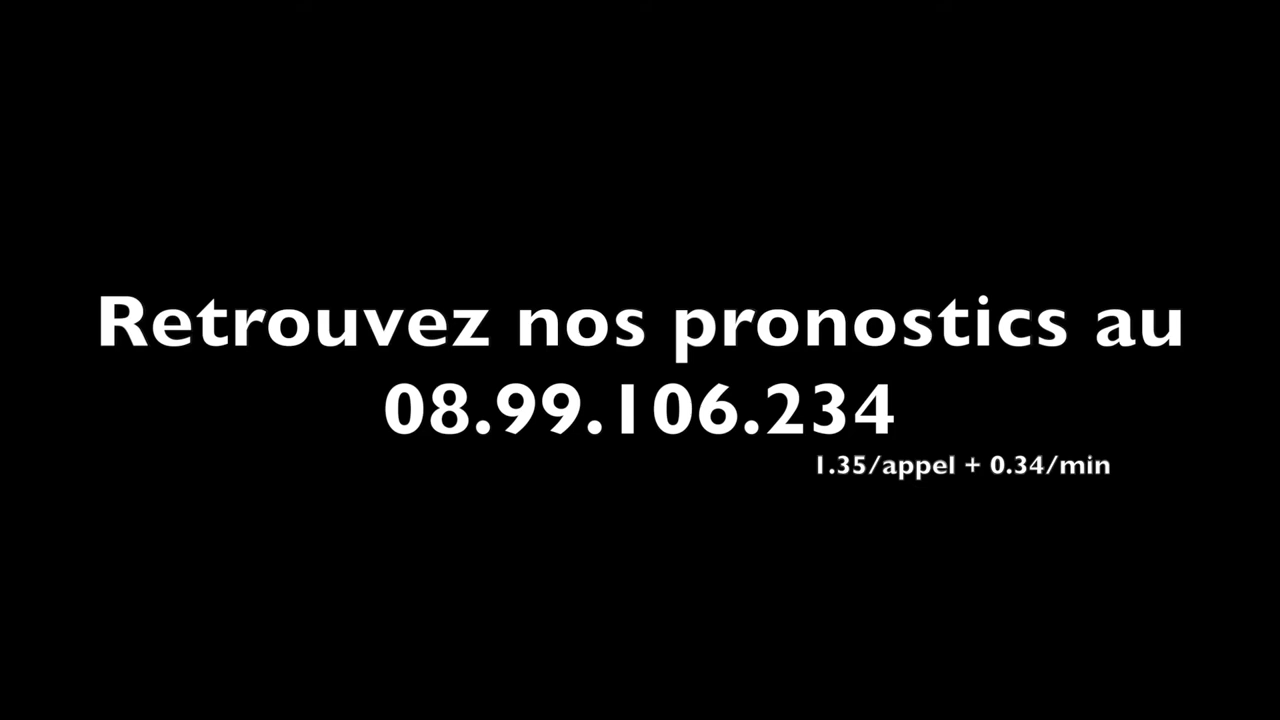 Retrouvez nos pronostics au
08.99.106.234
1.35/appel + 0.34/min